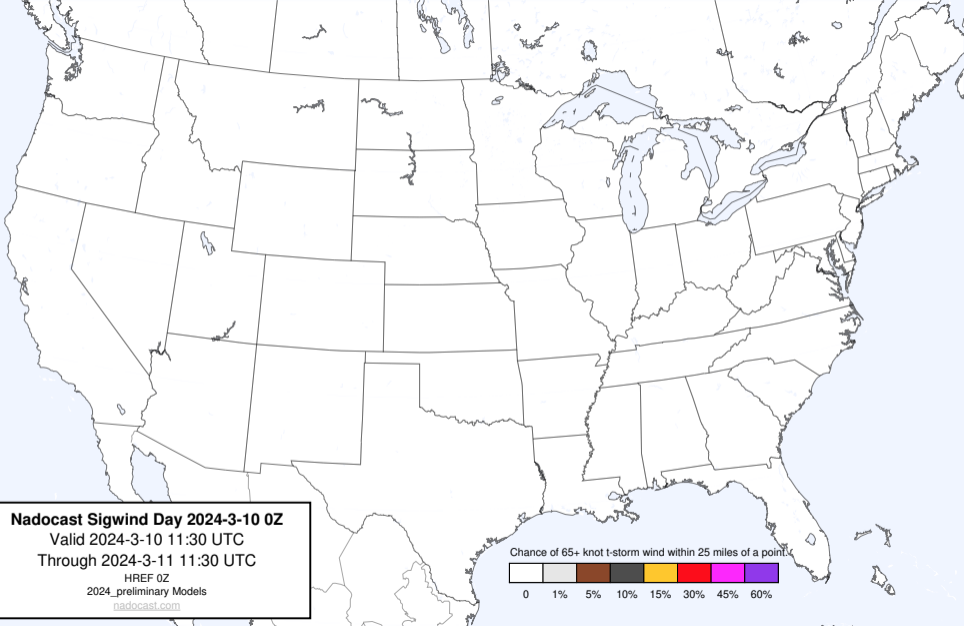 Nadocast Sigwind Day 2024-3-10 0Z
Valid 2024-3-10 11:30 UTC
Through 2024-3-11 11:30 UTC
HREF 0Z
2024_preliminary Models
nadocast.com
Chance of 65+ knot t-storm wind within 25 miles of a point.
0 1% 5% 10% 15% 30% 45% 60%